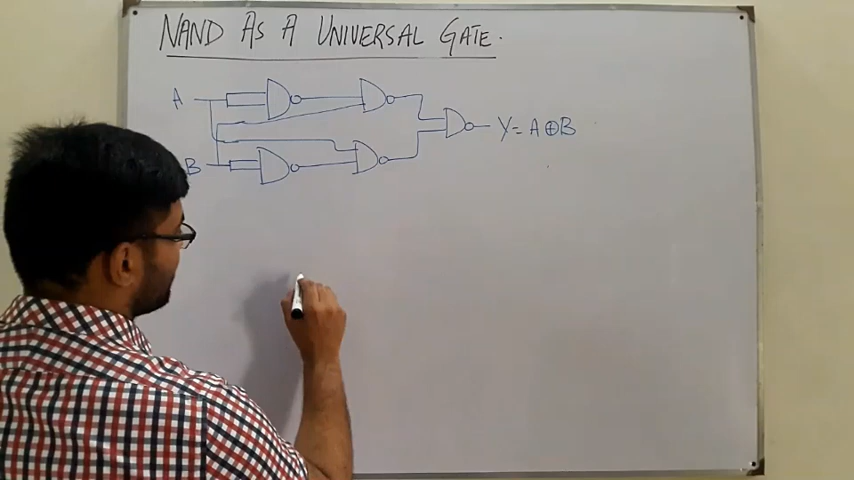 NAND AS A UNIVERSAL GATE.
A
Y= A⊕B
B